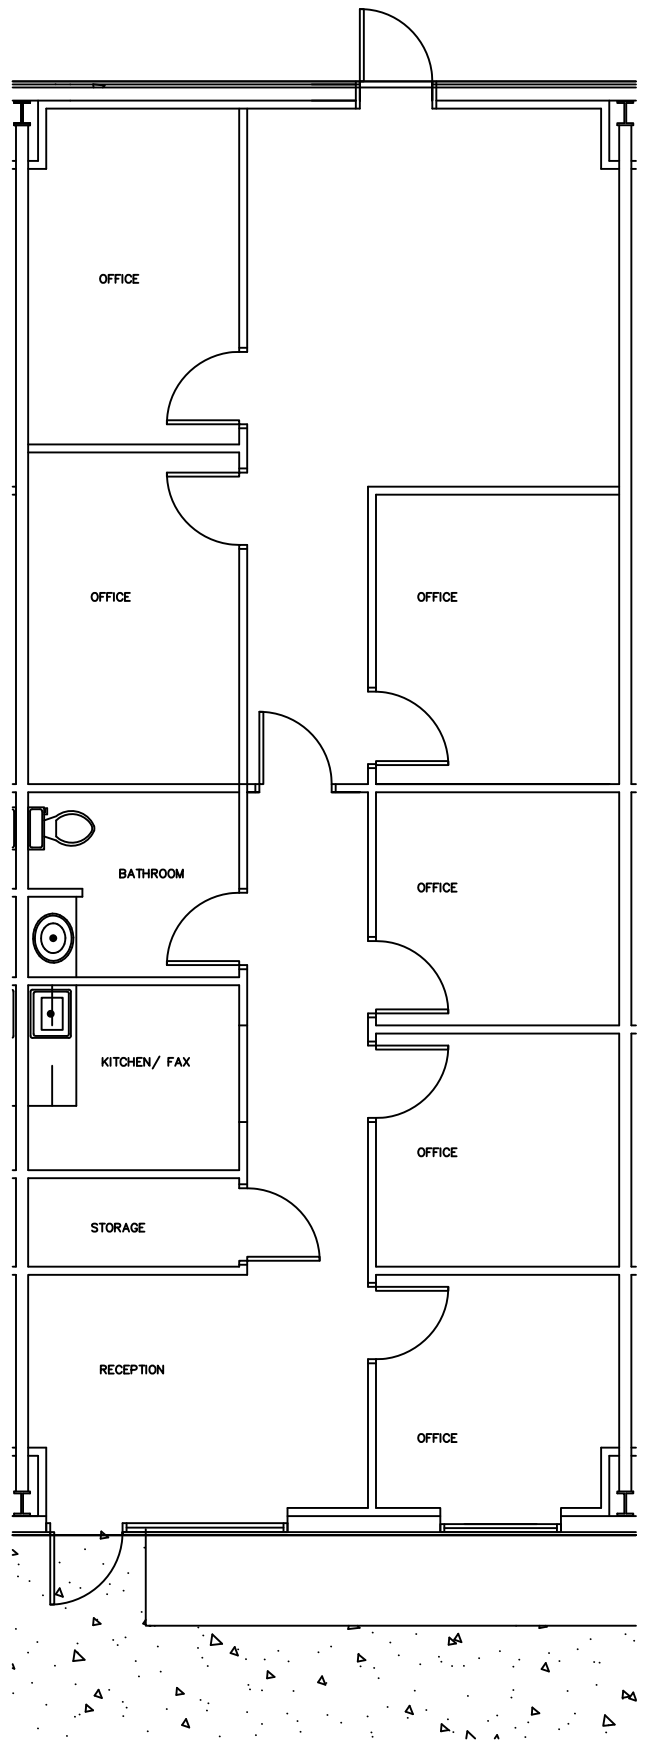 OFFICE
OFFICE
OFFICE
BATHROOM
OFFICE
KITCHEN/ FAX
OFFICE
STORAGE
RECEPTION
OFFICE